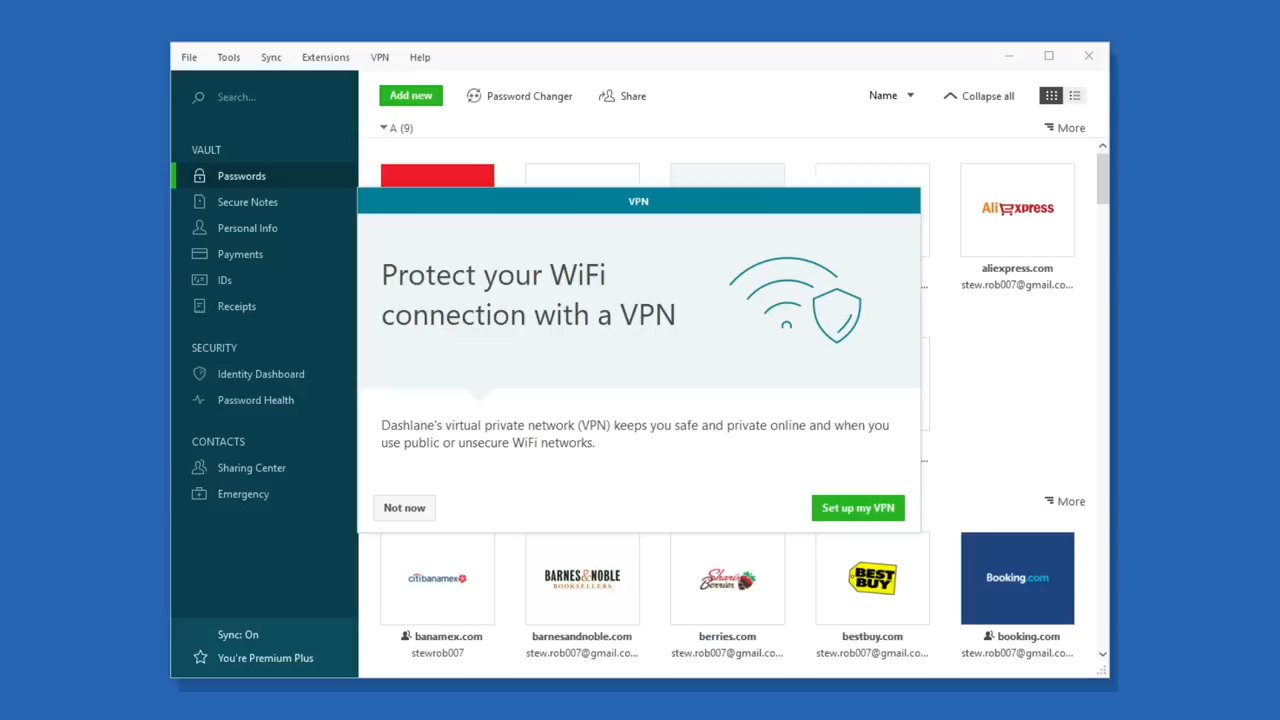 File Tools Sync Extensions VPN Help
Search...
Add new Password Changer Share Name Collapse all
A (9) More
VAULT
Passwords
Secure Notes
Personal Info
Payments
IDs
Receipts
SECURITY
Identity Dashboard
Password Health
CONTACTS
Sharing Center
Emergency
Sync: On
You're Premium Plus
VPN
Protect your WiFi
connection with a VPN
Dashlane's virtual private network (VPN) keeps you safe and private online and when you
use public or unsecure WiFi networks.
Not now Set up my VPN
AliExpress
aliexpress.com
stew.rob007@gmail.co...
...
...
More
citibanamex BARNES&NOBLE Sharis BEST Booking.com
BOOKSELLERS Berries BUY
banamex.com barnesandnoble.com berries.com bestbuy.com booking.com
stewrob007 stew.rob007@gmail.co... stew.rob007@gmail.co... stew.rob007@gmail.co... stew.rob007@gmail.co...